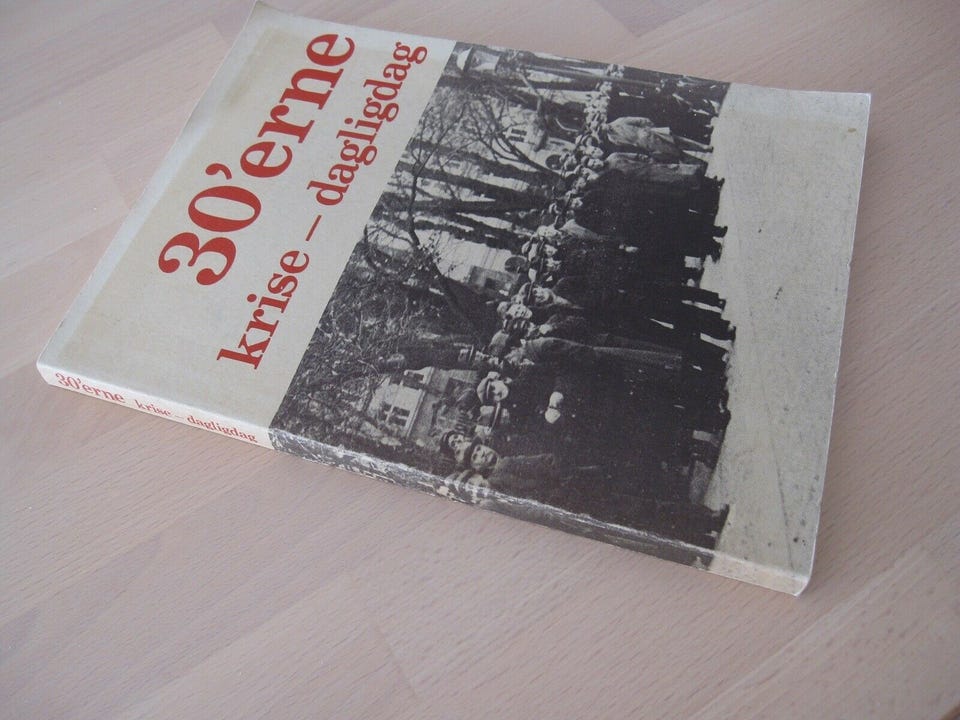 30'erne
krise – dagligdag
30'erne krise – dagligdag